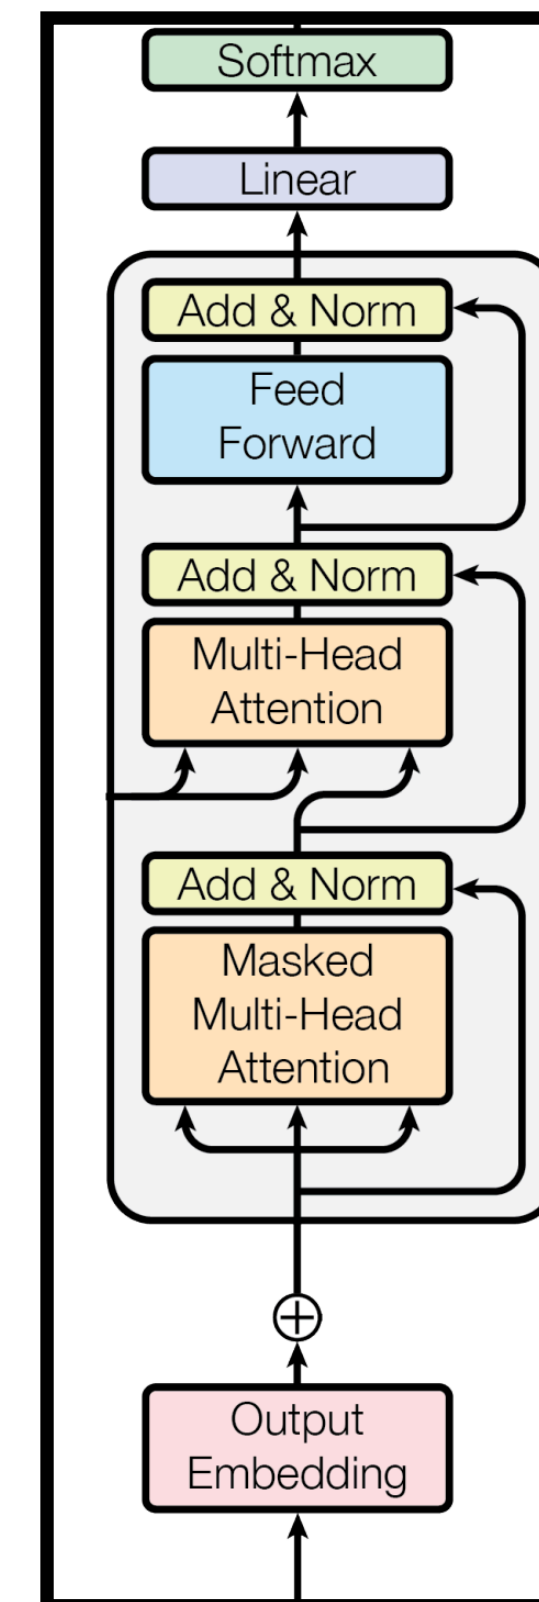 Softmax
Linear
Add & Norm
Feed
Forward
Add & Norm
Multi-Head
Attention
Add & Norm
Masked
Multi-Head
Attention
Output
Embedding